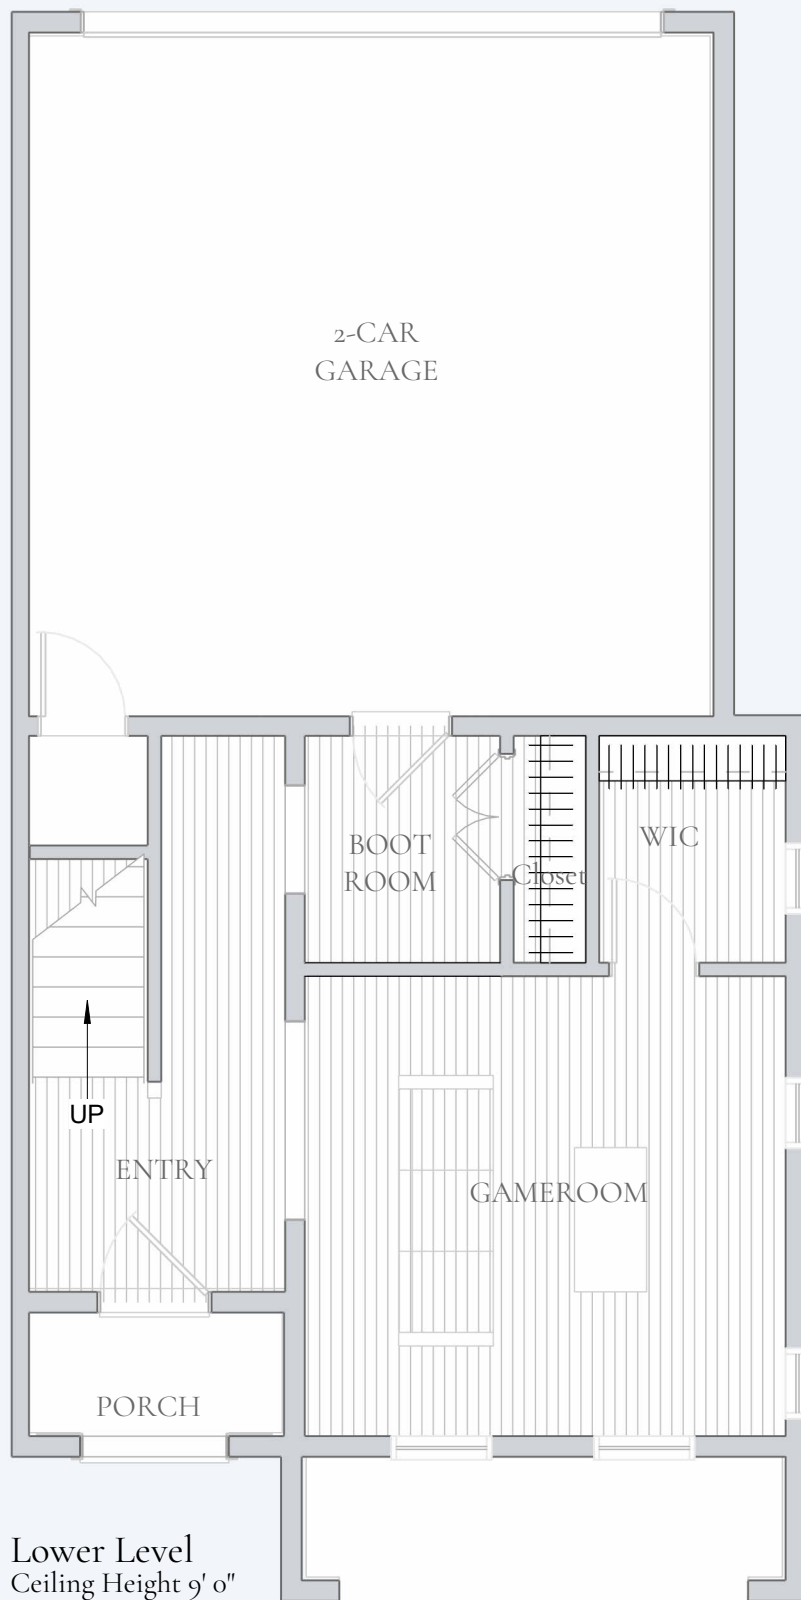 2-CAR
GARAGE
BOOT
ROOM
Closet
WIC
UP
ENTRY
GAMEROOM
PORCH
Lower Level
Ceiling Height 9' 0"